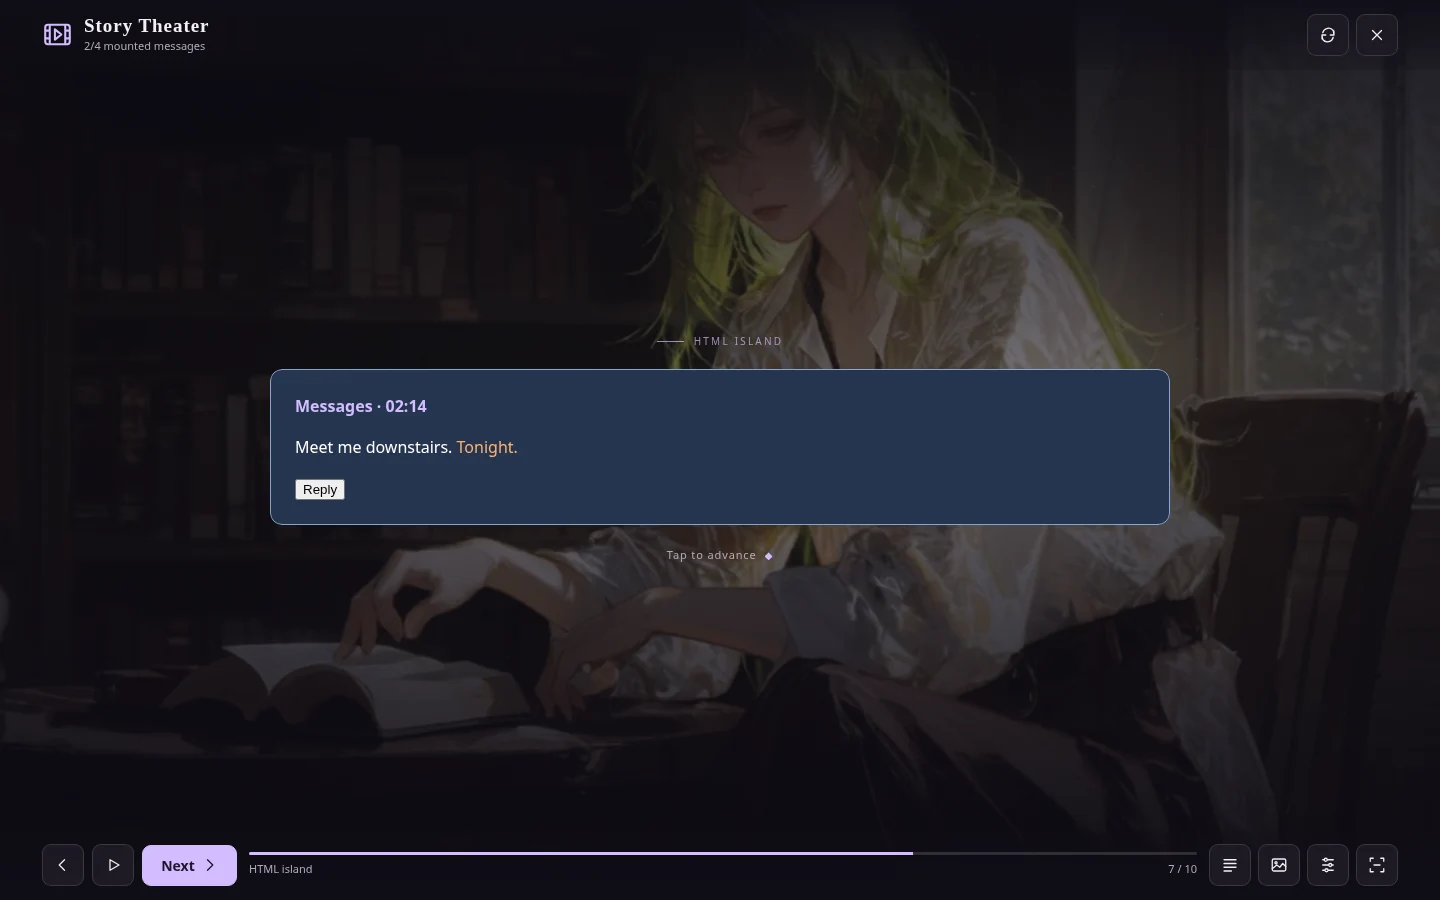 Story Theater
2/4 mounted messages
HTML ISLAND
Messages · 02:14
Meet me downstairs. Tonight.
Reply
Tap to advance ◆
Next
HTML island
7 / 10